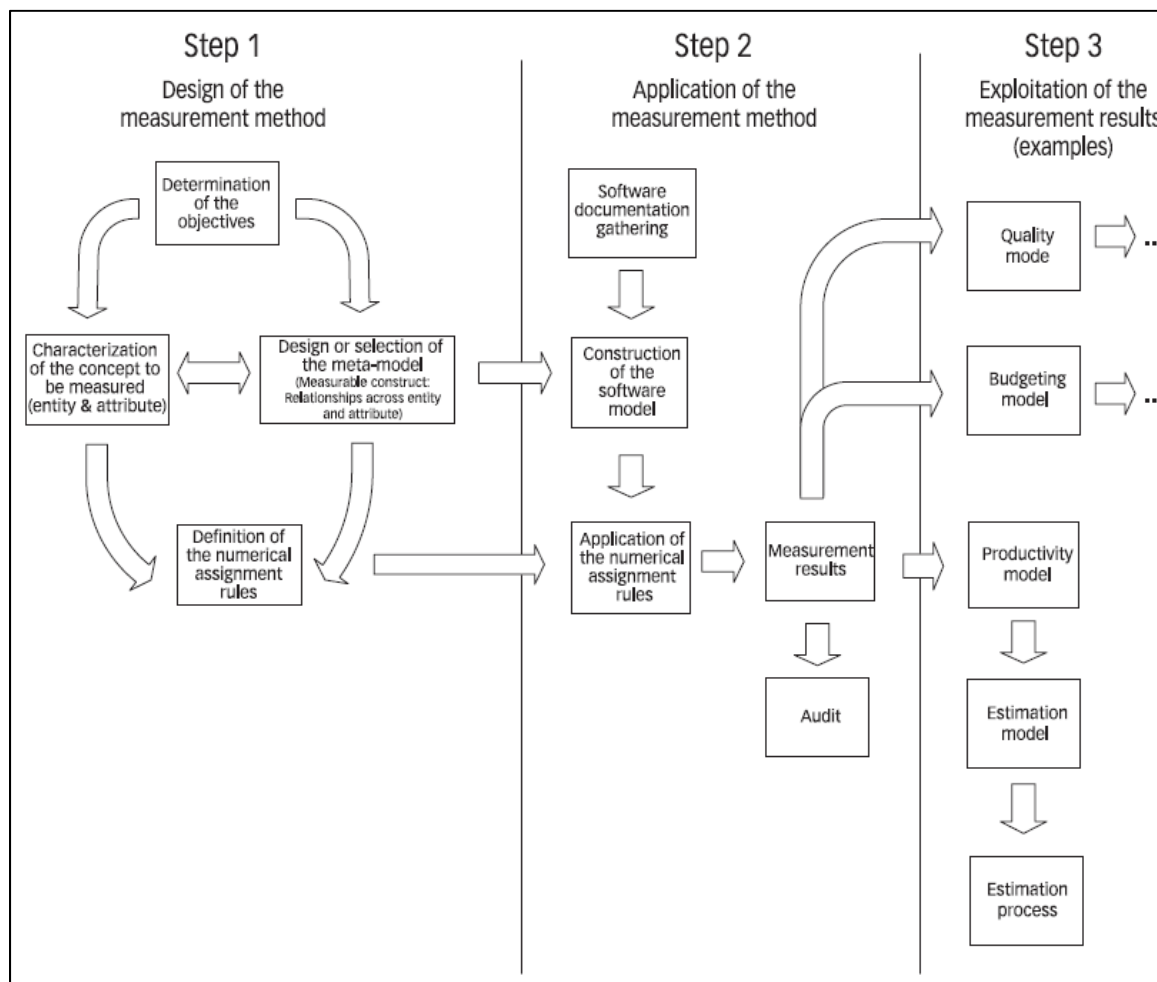 Step 1
Design of the
measurement method
Determination
of the
objectives
Characterization
of the concept to
be measured
(entity & attribute)
Design or selection of
the meta-model
(Measurable construct:
Relationships across entity
and attribute)
Definition of
the numerical
assignment
rules
Step 2
Application of the
measurement method
Software
documentation
gathering
Construction
of the
software
model
Application of
the numerical
assignment
rules
Measurement
results
Audit
Step 3
Exploitation of the
measurement results
(examples)
Quality
mode
..
Budgeting
model
..
Productivity
model
Estimation
model
Estimation
process